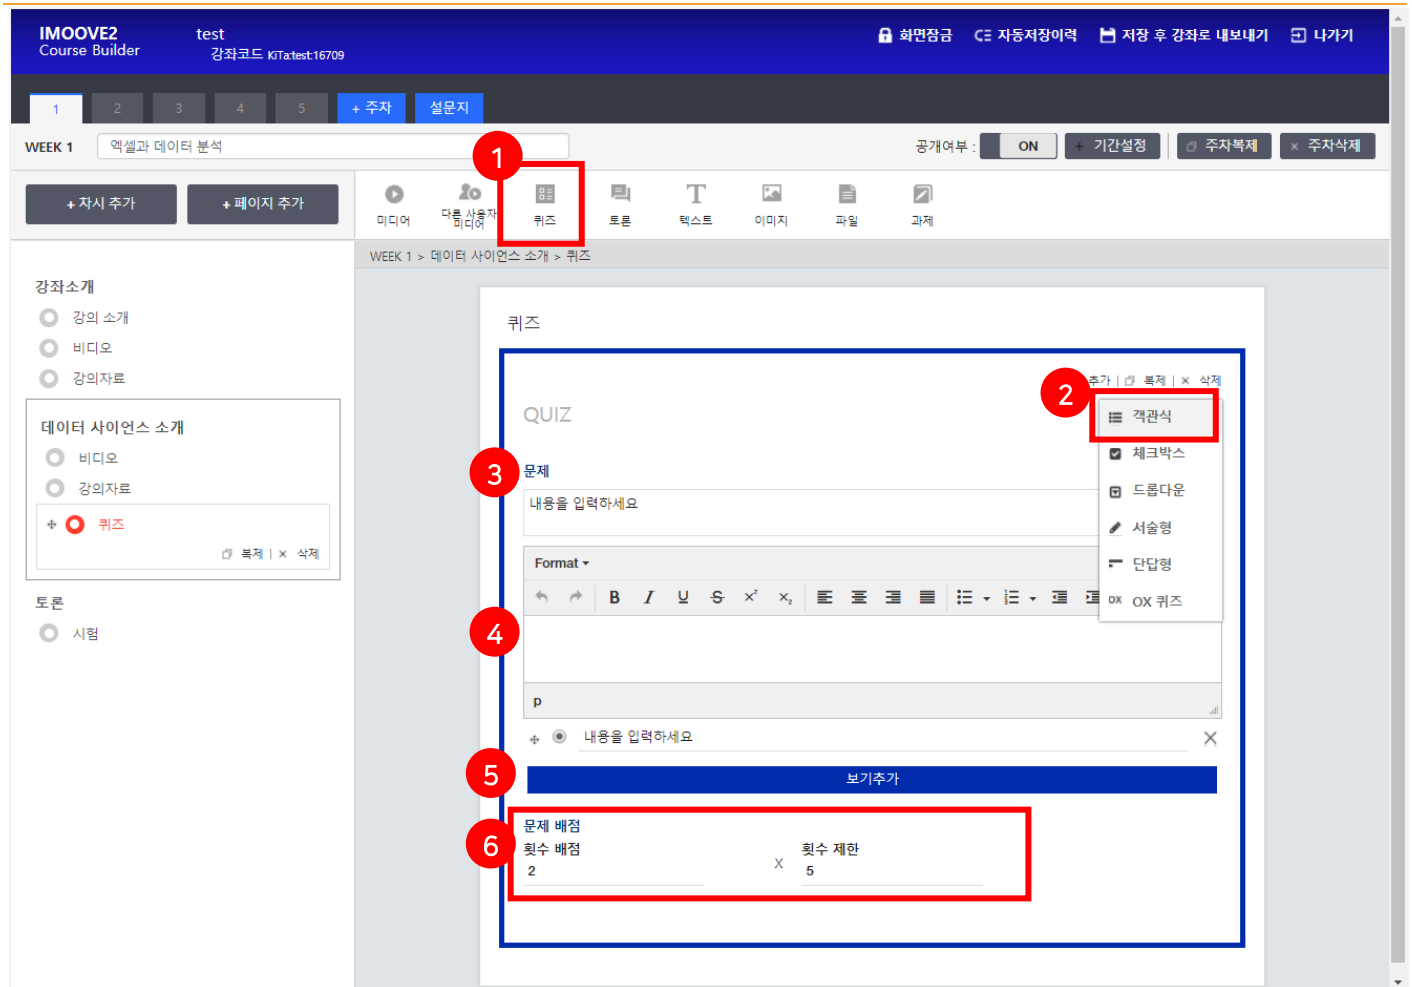 IMOOVE2
Course Builder
test
강좌코드 KiTa:test:16709
화면잠금
자동저장이력
저장 후 강좌로 내보내기
나가기
1
2
3
4
5
+ 주차
설문지
WEEK 1
엑셀과 데이터 분석
공개여부 :
ON
+ 기간설정
주차복제
× 주차삭제
1
+ 차시 추가
+ 페이지 추가
미디어
다른 사용자
미디어
퀴즈
토론
텍스트
이미지
파일
과제
WEEK 1 > 데이터 사이언스 소개 > 퀴즈
강좌소개
강의 소개
비디오
강의자료
데이터 사이언스 소개
비디오
강의자료
퀴즈
복제 | × 삭제
토론
시험
퀴즈
추가 | 복제 | × 삭제
2
객관식
체크박스
드롭다운
서술형
단답형
OX OX 퀴즈
QUIZ
3
문제
내용을 입력하세요
Format
B I U S x² x₂
4
p
내용을 입력하세요
5
보기추가
6
문제 배점
횟수 배점
2
X
횟수 제한
5